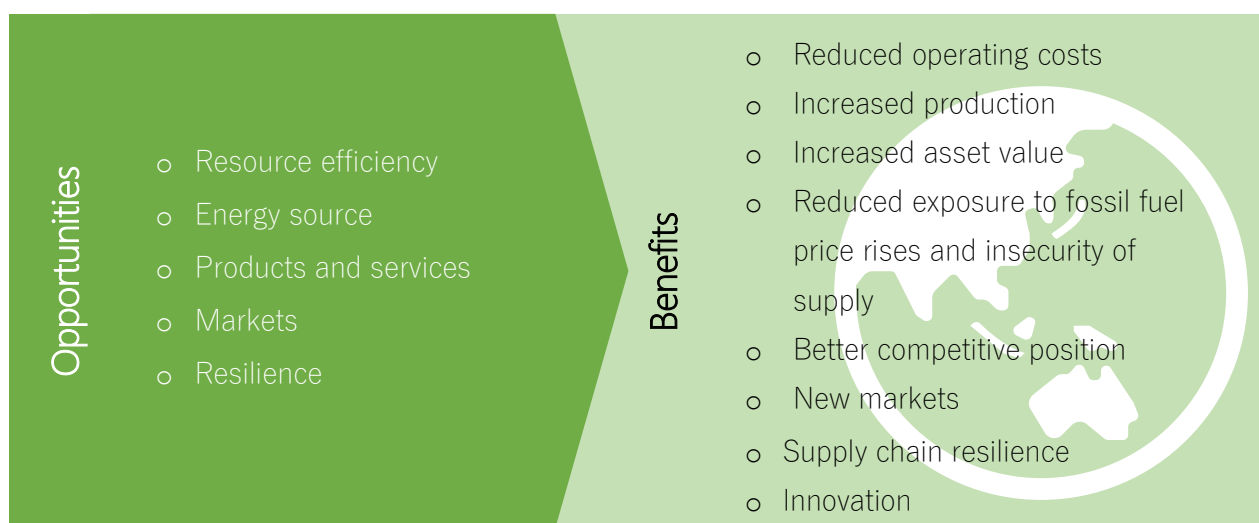 Opportunities
o Resource efficiency
o Energy source
o Products and services
o Markets
o Resilience
Benefits
o Reduced operating costs
o Increased production
o Increased asset value
o Reduced exposure to fossil fuel
price rises and insecurity of
supply
o Better competitive position
o New markets
o Supply chain resilience
o Innovation